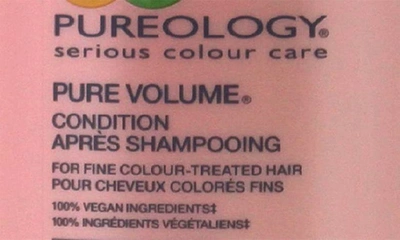 PUREOLOGY®
serious colour care
PURE VOLUME®
CONDITION
APRÈS SHAMPOOING
FOR FINE COLOUR-TREATED HAIR
POUR CHEVEUX COLORÉS FINS
100% VEGAN INGREDIENTS‡
100% INGRÉDIENTS VÉGÉTALIENS‡